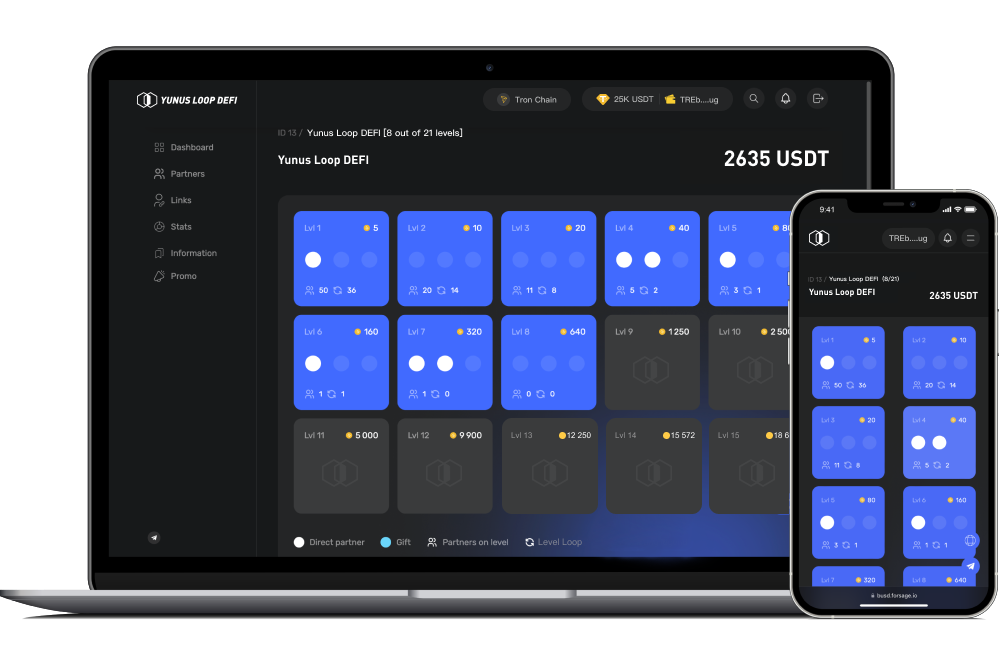 YUNUS LOOP DEFI
Tron Chain
25K USDT
TREb....ug
ID 13 / Yunus Loop DEFI [8 out of 21 levels]
Yunus Loop DEFI
2635 USDT
Dashboard
Partners
Links
Stats
Information
Promo
Lvl 1 5
50 36
Lvl 2 10
20 14
Lvl 3 20
11 8
Lvl 4 40
5 2
Lvl 5 80
3 1
Lvl 6 160
1 1
Lvl 7 320
1 0
Lvl 8 640
0 0
Lvl 9 1 250
Lvl 10 2 500
Lvl 11 5 000
Lvl 12 9 900
Lvl 13 12 250
Lvl 14 15 572
Lvl 15 18 6
Direct partner
Gift
Partners on level
Level Loop
9:41
TREb....ug
ID 13 / Yunus Loop DEFI (8/21)
Yunus Loop DEFI
2635 USDT
Lvl 1 5
50 36
Lvl 2 10
20 14
Lvl 3 20
11 8
Lvl 4 40
5 2
Lvl 5 80
3 1
Lvl 6 160
1 1
Lvl 7 320
Lvl 8 640
busd.forsage.io